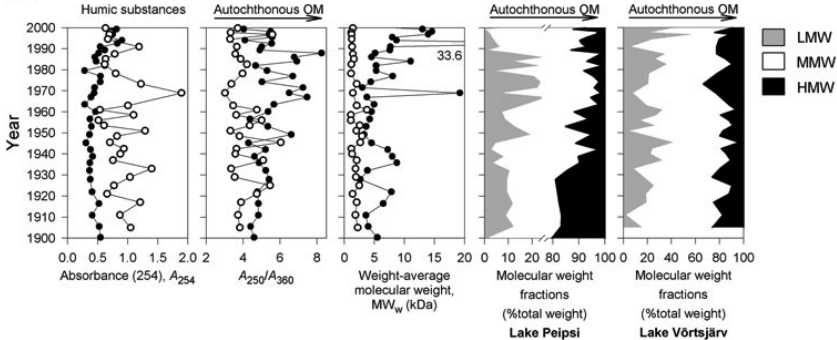 Humic substances
Autochthonous OM
Autochthonous OM
Autochthonous OM
Autochthonous OM
2000
1990
1980
1970
1960
1950
1940
1930
1920
1910
1900
Year
33.6
LMW
MMW
HMW
0.0 0.5 1.0 1.5 2.0
2 4 6 8
0 5 10 15 20
0 10 20 30 80 90 100
0 20 40 60 80 100
Absorbance (254), A254
A250/A360
Weight-average
molecular weight,
MWw (kDa)
Molecular weight
fractions
(%total weight)
Lake Peipsi
Molecular weight
fractions
(%total weight)
Lake Võrtsjärv